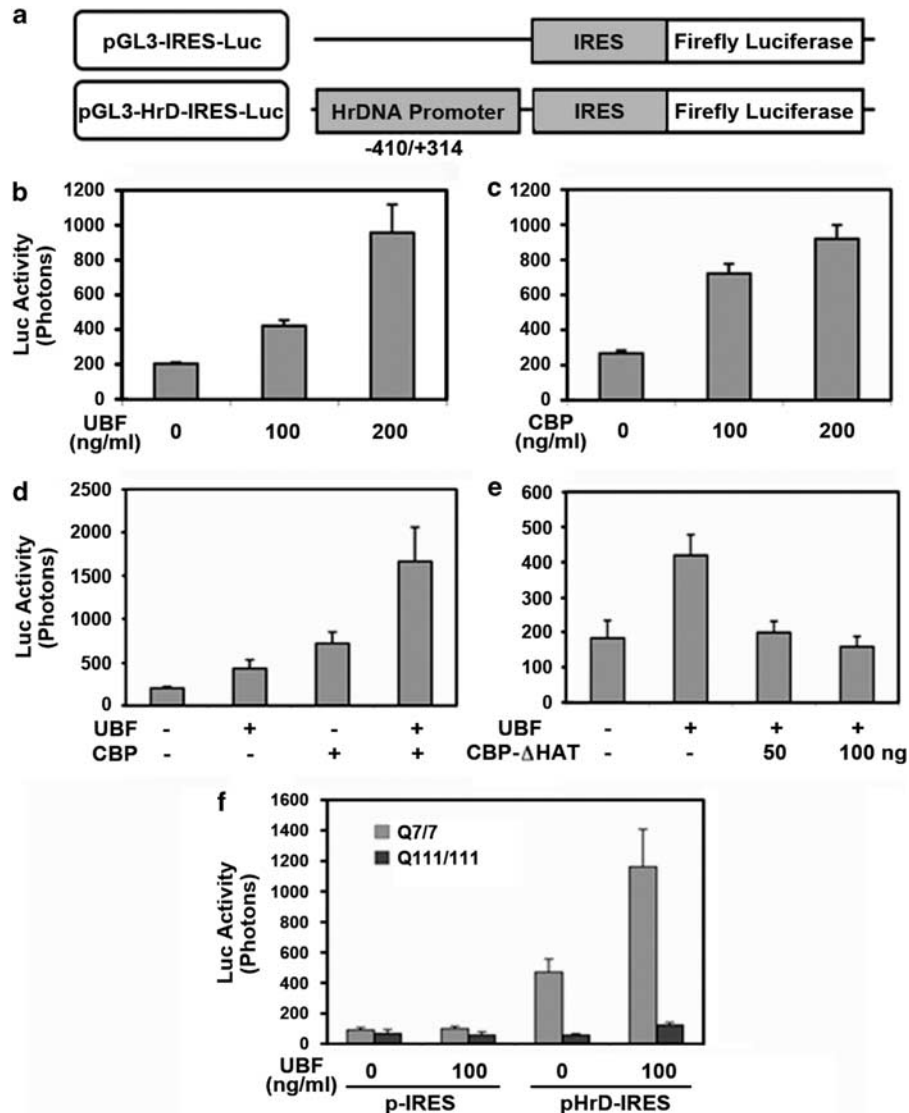 a
pGL3-IRES-Luc
IRES Firefly Luciferase
pGL3-HrD-IRES-Luc
HrDNA Promoter IRES Firefly Luciferase
-410/+314
b
Luc Activity
(Photons)
1200
1000
800
600
400
200
0
UBF
(ng/ml)
0 100 200
c
1200
1000
800
600
400
200
0
CBP
(ng/ml)
0 100 200
d
Luc Activity
(Photons)
2500
2000
1500
1000
500
0
UBF - + - +
CBP - - + +
e
600
500
400
300
200
100
0
UBF - + + +
CBP-ΔHAT - - 50 100 ng
f
Luc Activity
(Photons)
1600
1400
1200
1000
800
600
400
200
0
Q7/7
Q111/111
UBF
(ng/ml)
0 100 0 100
p-IRES pHrD-IRES